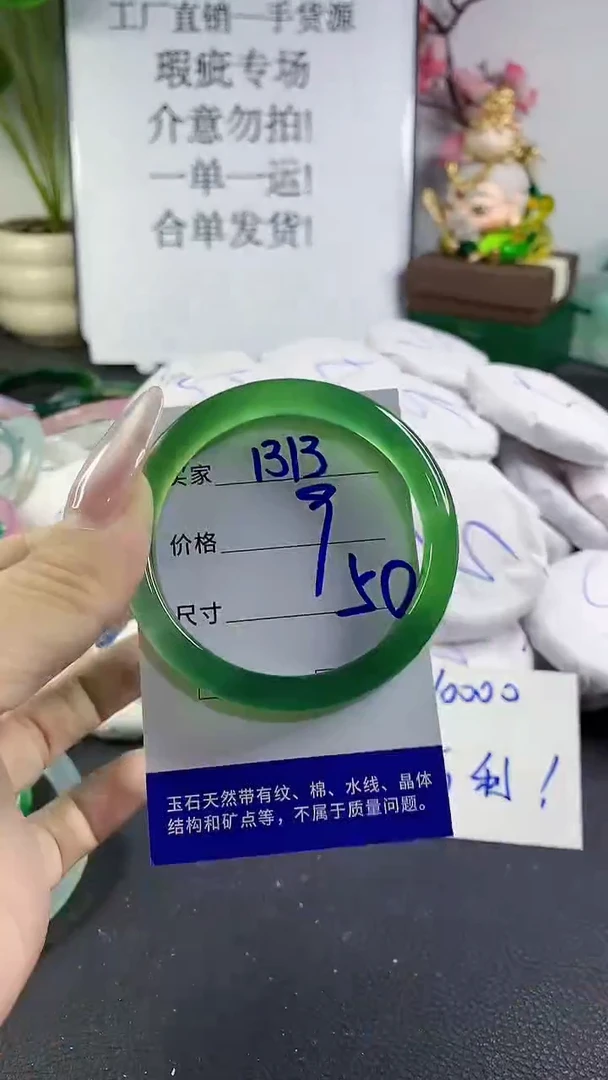 工厂直销一手货源
瑕疵专场
介意勿拍!
一单一运!
合单发货!
家 1313
价格
9
尺寸 50
玉石天然带有纹、棉、水线、晶体
结构和矿点等，不属于质量问题。
0000
利！